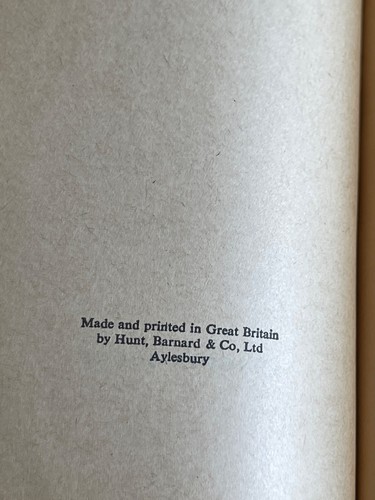 Made and printed in Great Britain
by Hunt, Barnard & Co, Ltd
Aylesbury